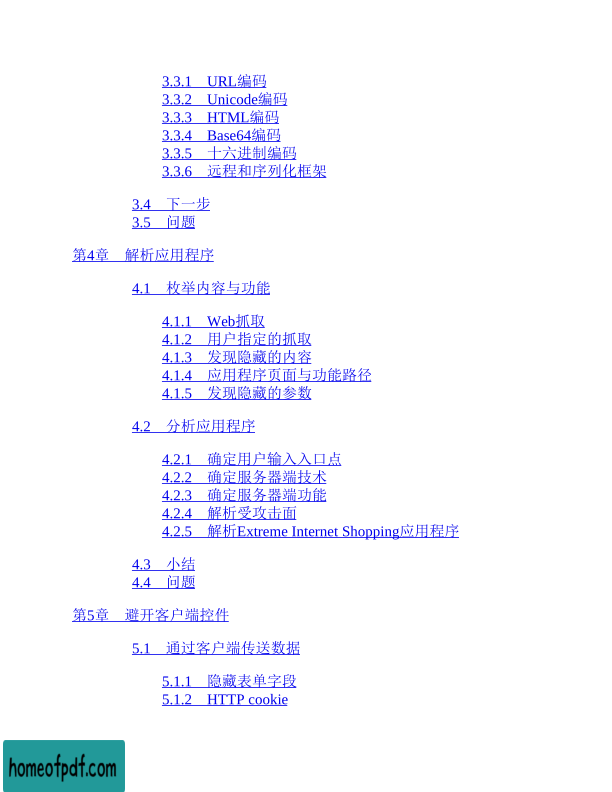 3.3.1　URL编码
3.3.2　Unicode编码
3.3.3　HTML编码
3.3.4　Base64编码
3.3.5　十六进制编码
3.3.6　远程和序列化框架
3.4　下一步
3.5　问题
第4章　解析应用程序
4.1　枚举内容与功能
4.1.1　Web抓取
4.1.2　用户指定的抓取
4.1.3　发现隐藏的内容
4.1.4　应用程序页面与功能路径
4.1.5　发现隐藏的参数
4.2　分析应用程序
4.2.1　确定用户输入入口点
4.2.2　确定服务器端技术
4.2.3　确定服务器端功能
4.2.4　解析受攻击面
4.2.5　解析Extreme Internet Shopping应用程序
4.3　小结
4.4　问题
第5章　避开客户端控件
5.1　通过客户端传送数据
5.1.1　隐藏表单字段
5.1.2　HTTP cookie
homeofpdf.com